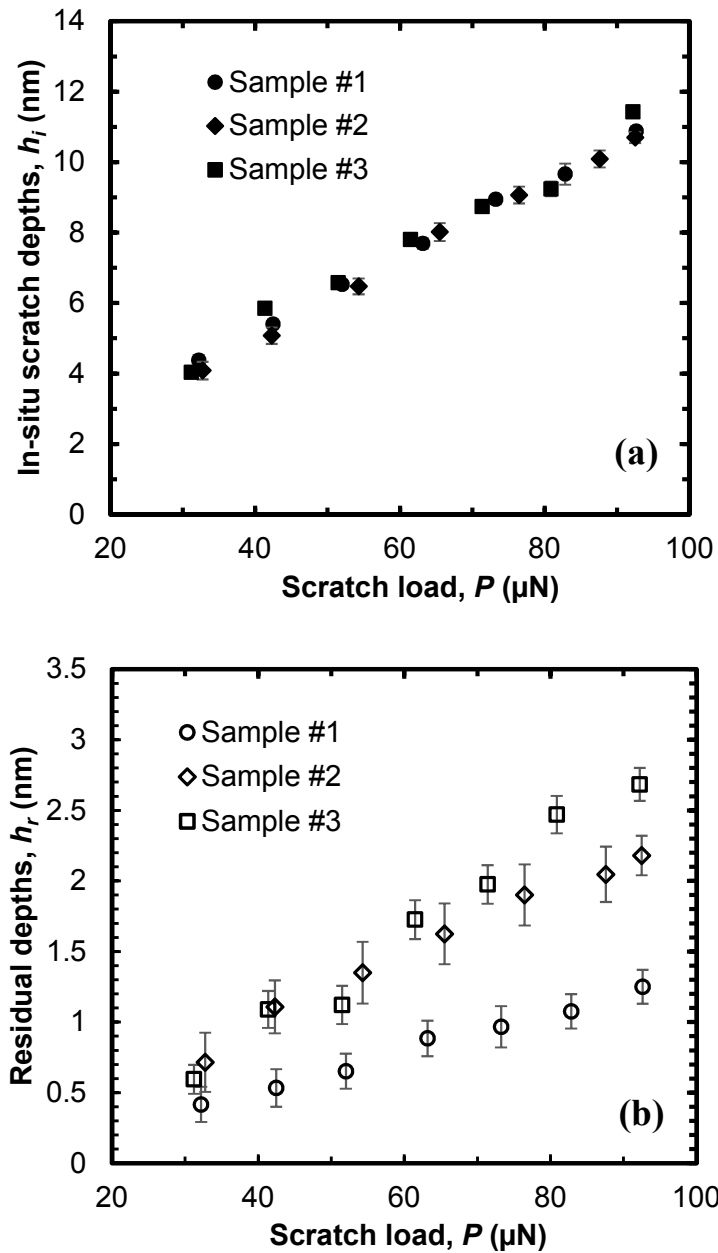 14
12
10
8
6
4
2
0
In-situ scratch depths, h_i (nm)
Sample #1
Sample #2
Sample #3
(a)
20 40 60 80 100
Scratch load, P (µN)
3.5
3
2.5
2
1.5
1
0.5
0
Residual depths, h_r (nm)
Sample #1
Sample #2
Sample #3
(b)
20 40 60 80 100
Scratch load, P (µN)